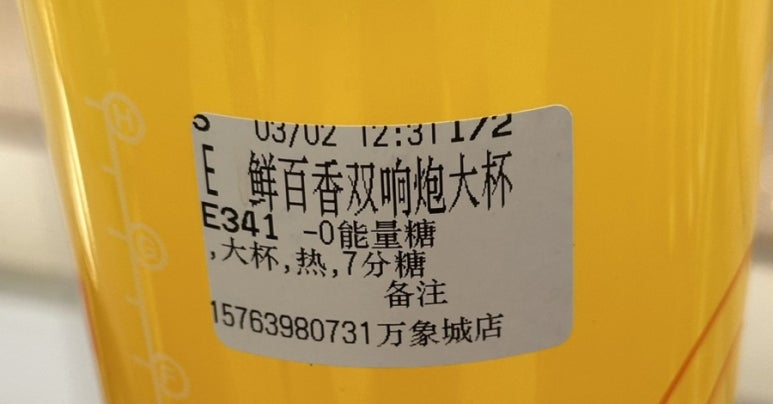 S 03/02 12:31 1/2
E 鲜百香双响炮大杯
E341 -0能量糖
,大杯,热,7分糖
备注
15763980731万象城店